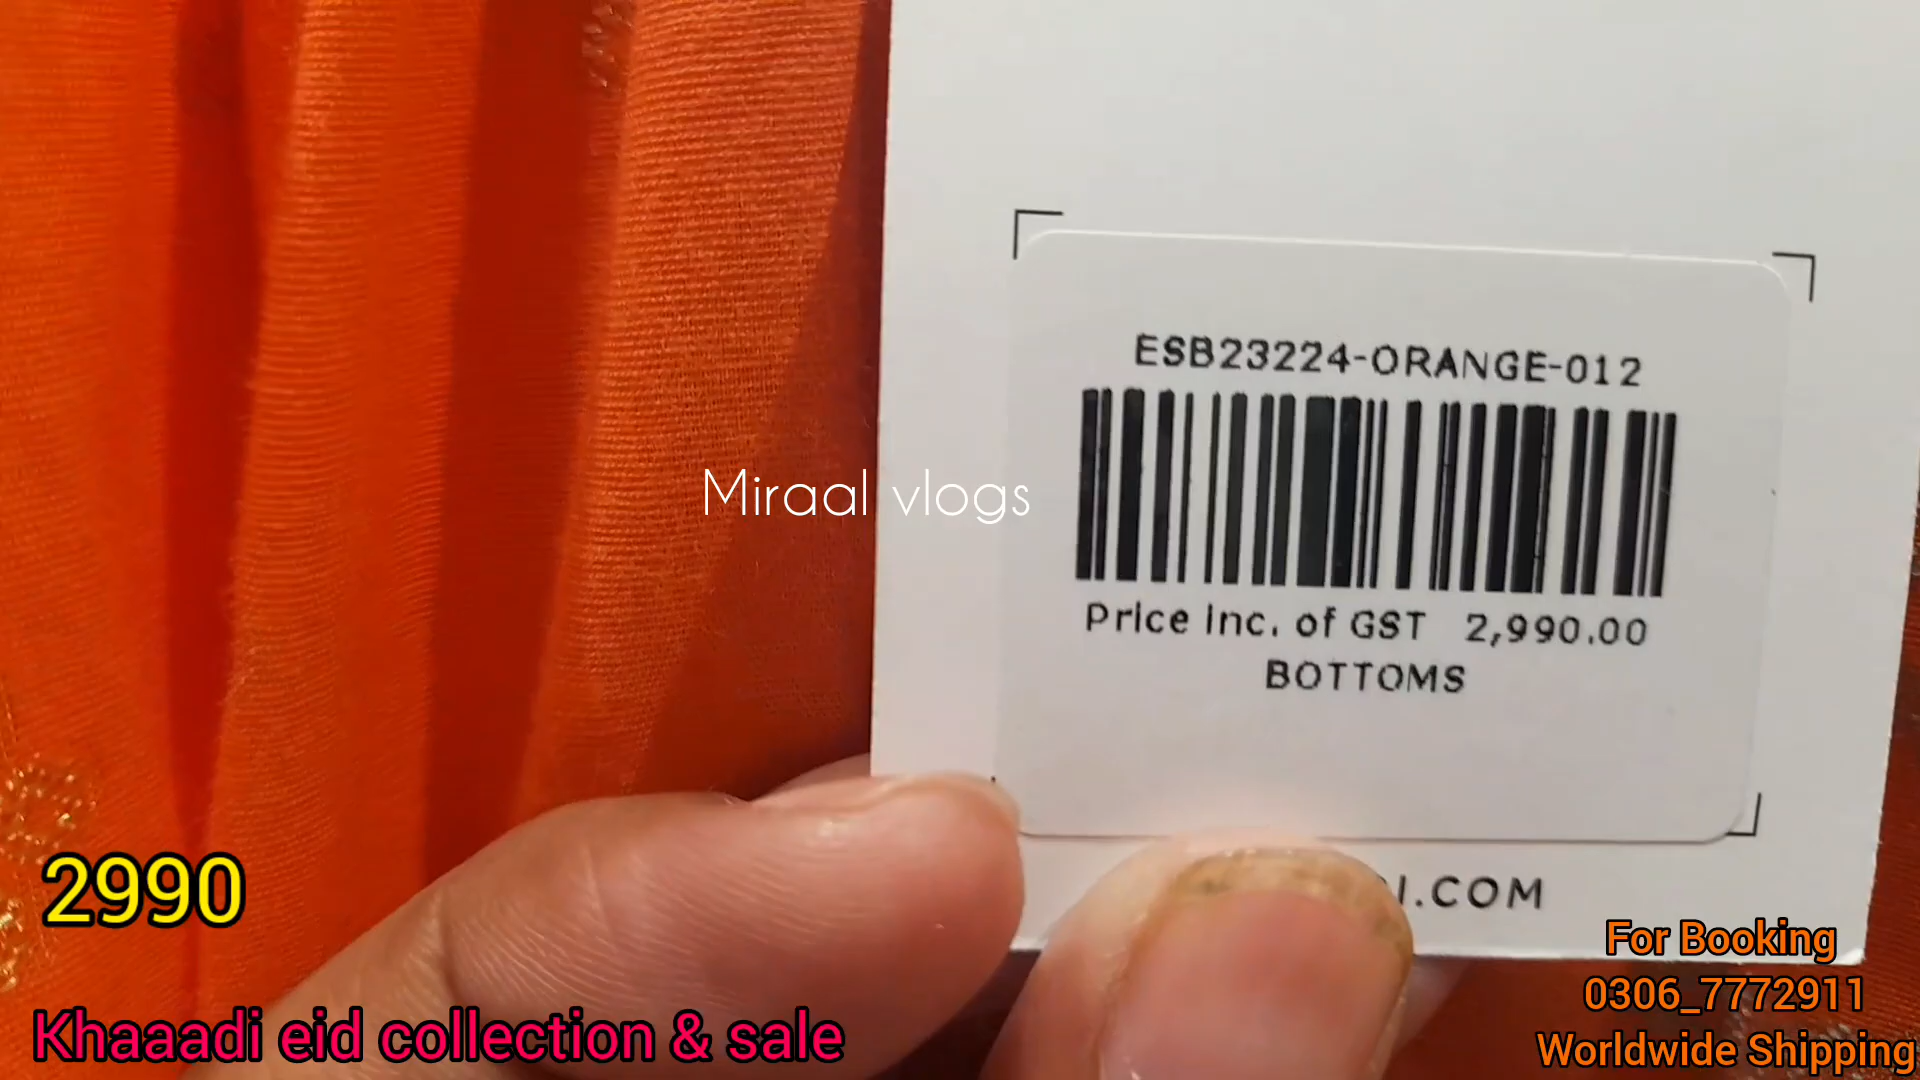 ESB23224-ORANGE-012
Miraal vlogs
Price Inc. of GST 2,990.00
BOTTOMS
I.COM
2990
For Booking
0306_7772911
Khaaadi eid collection & sale
Worldwide Shipping